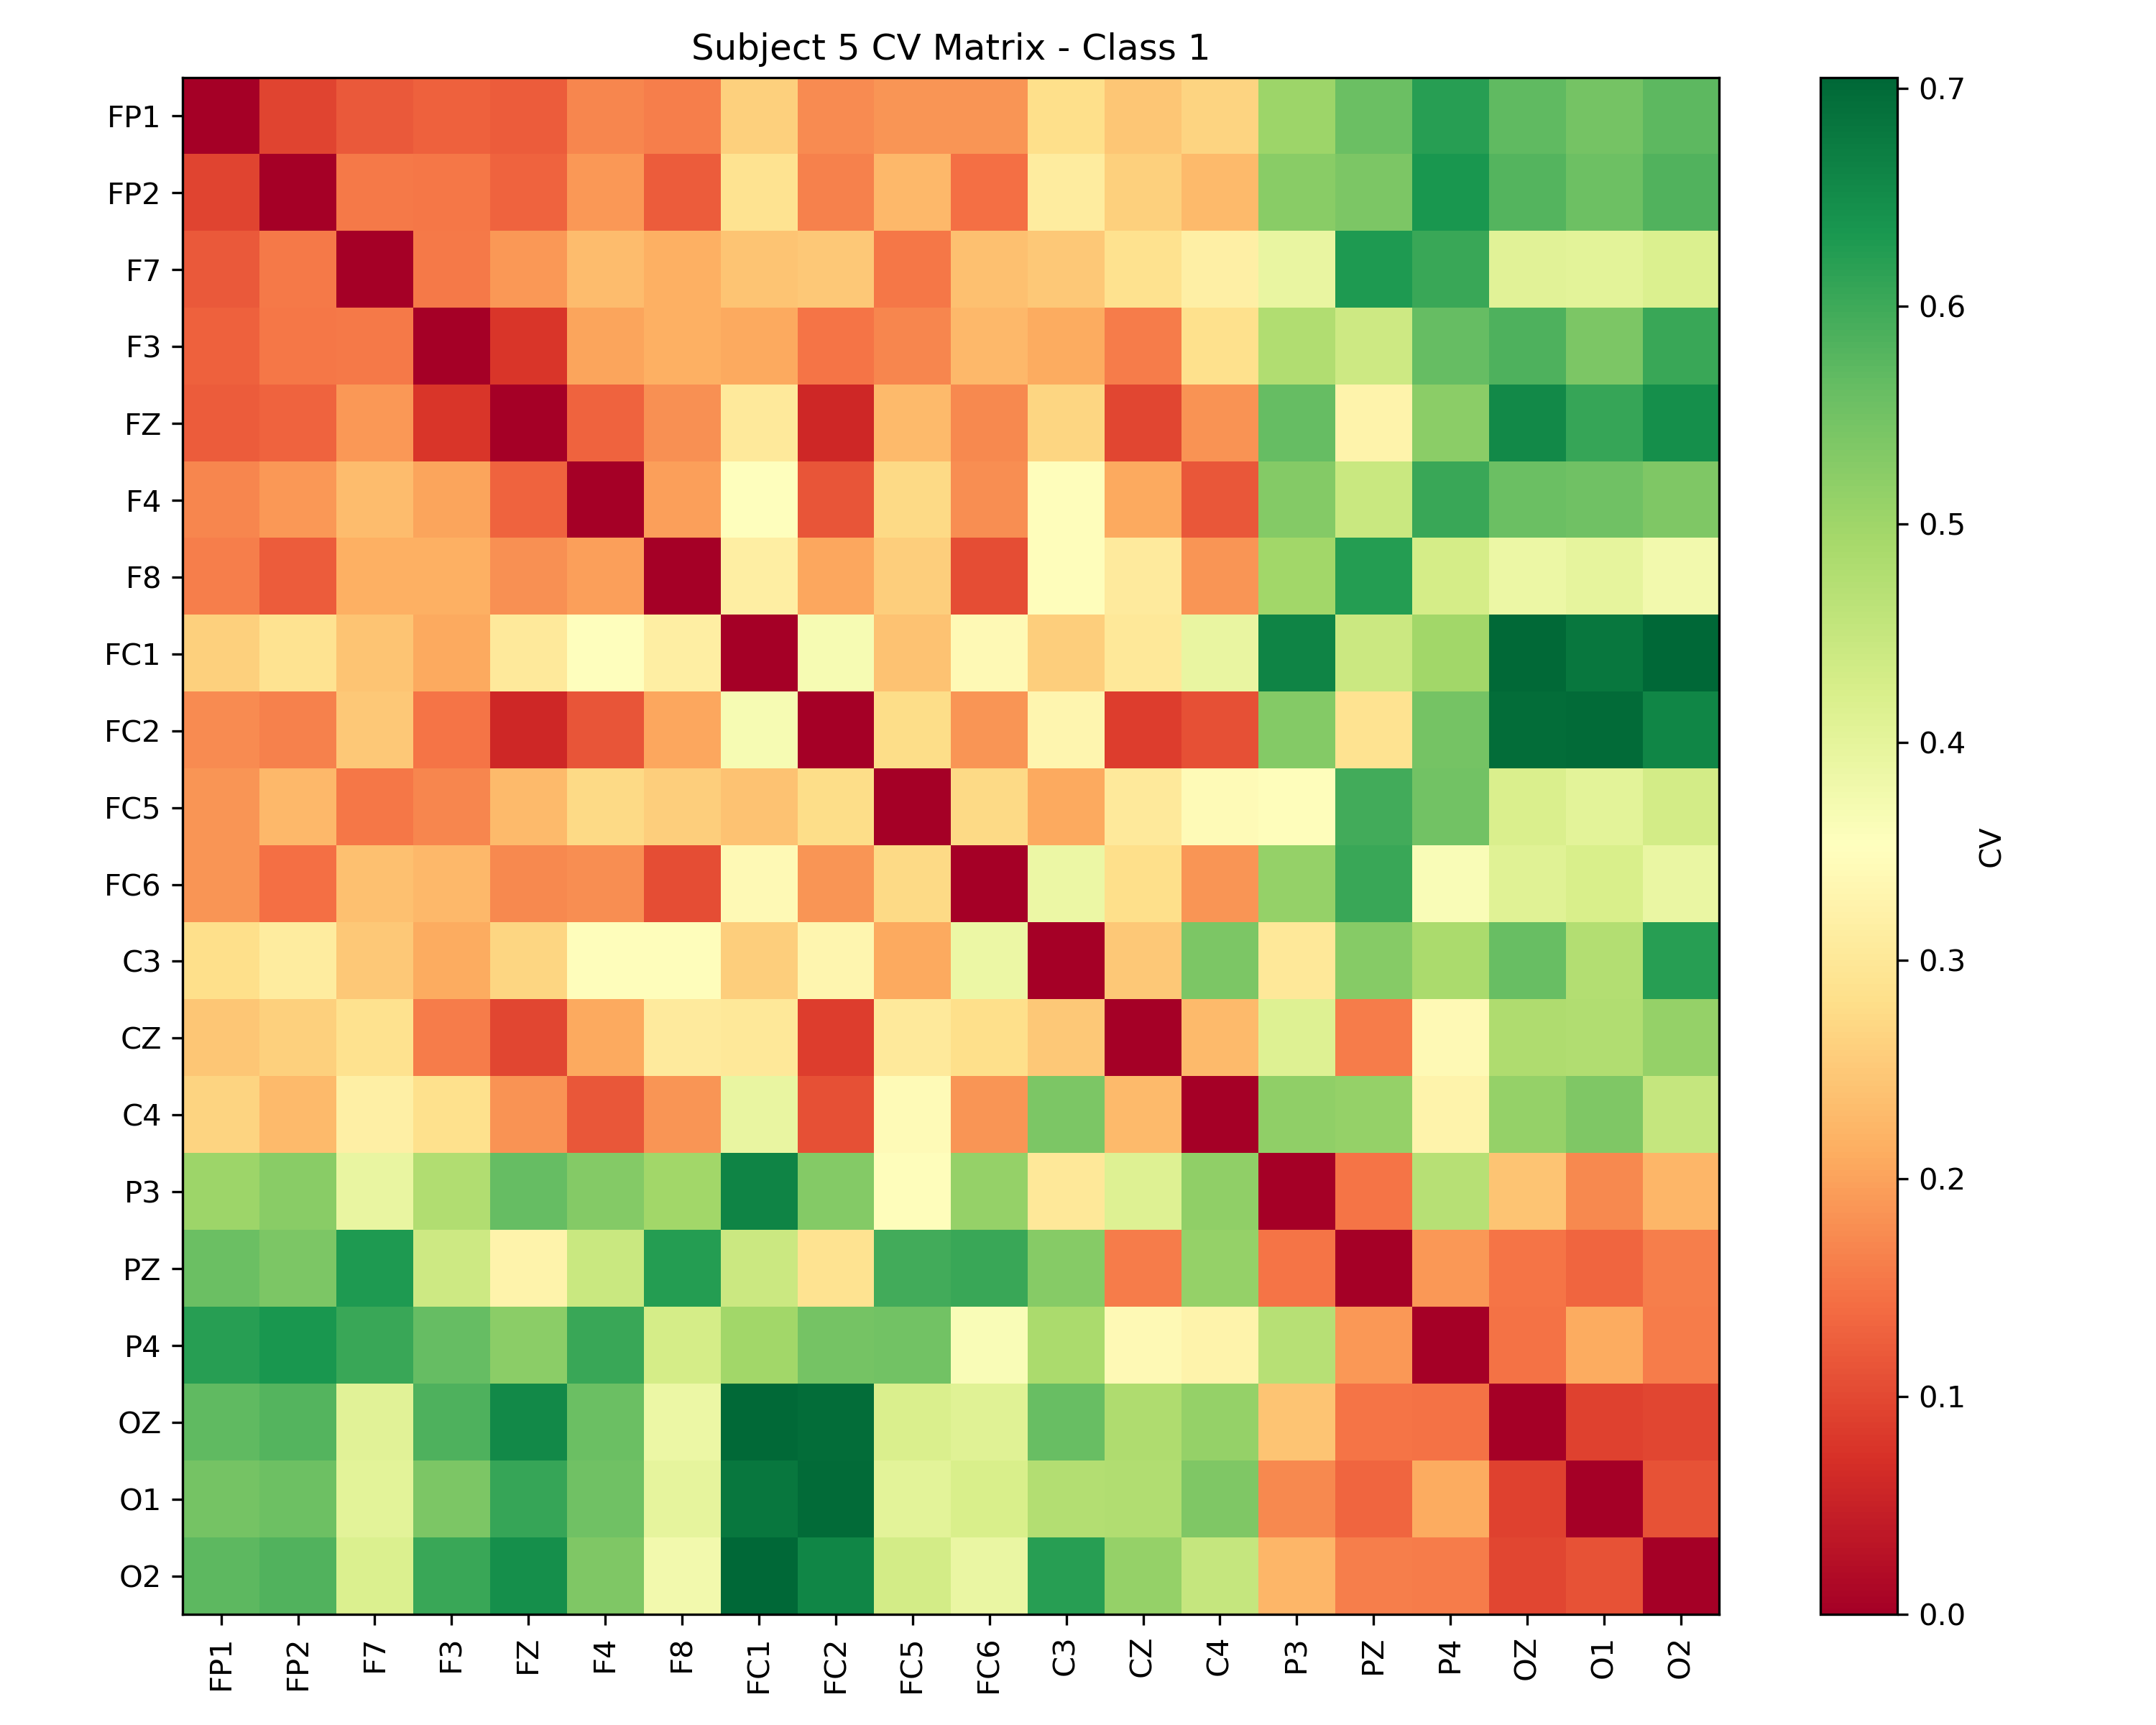 Subject 5 CV Matrix - Class 1
FP1
FP2
F7
F3
FZ
F4
F8
FC1
FC2
FC5
FC6
C3
CZ
C4
P3
PZ
P4
OZ
O1
O2
FP1 FP2 F7 F3 FZ F4 F8 FC1 FC2 FC5 FC6 C3 CZ C4 P3 PZ P4 OZ O1 O2
0.7
0.6
0.5
0.4
0.3
0.2
0.1
0.0
CV